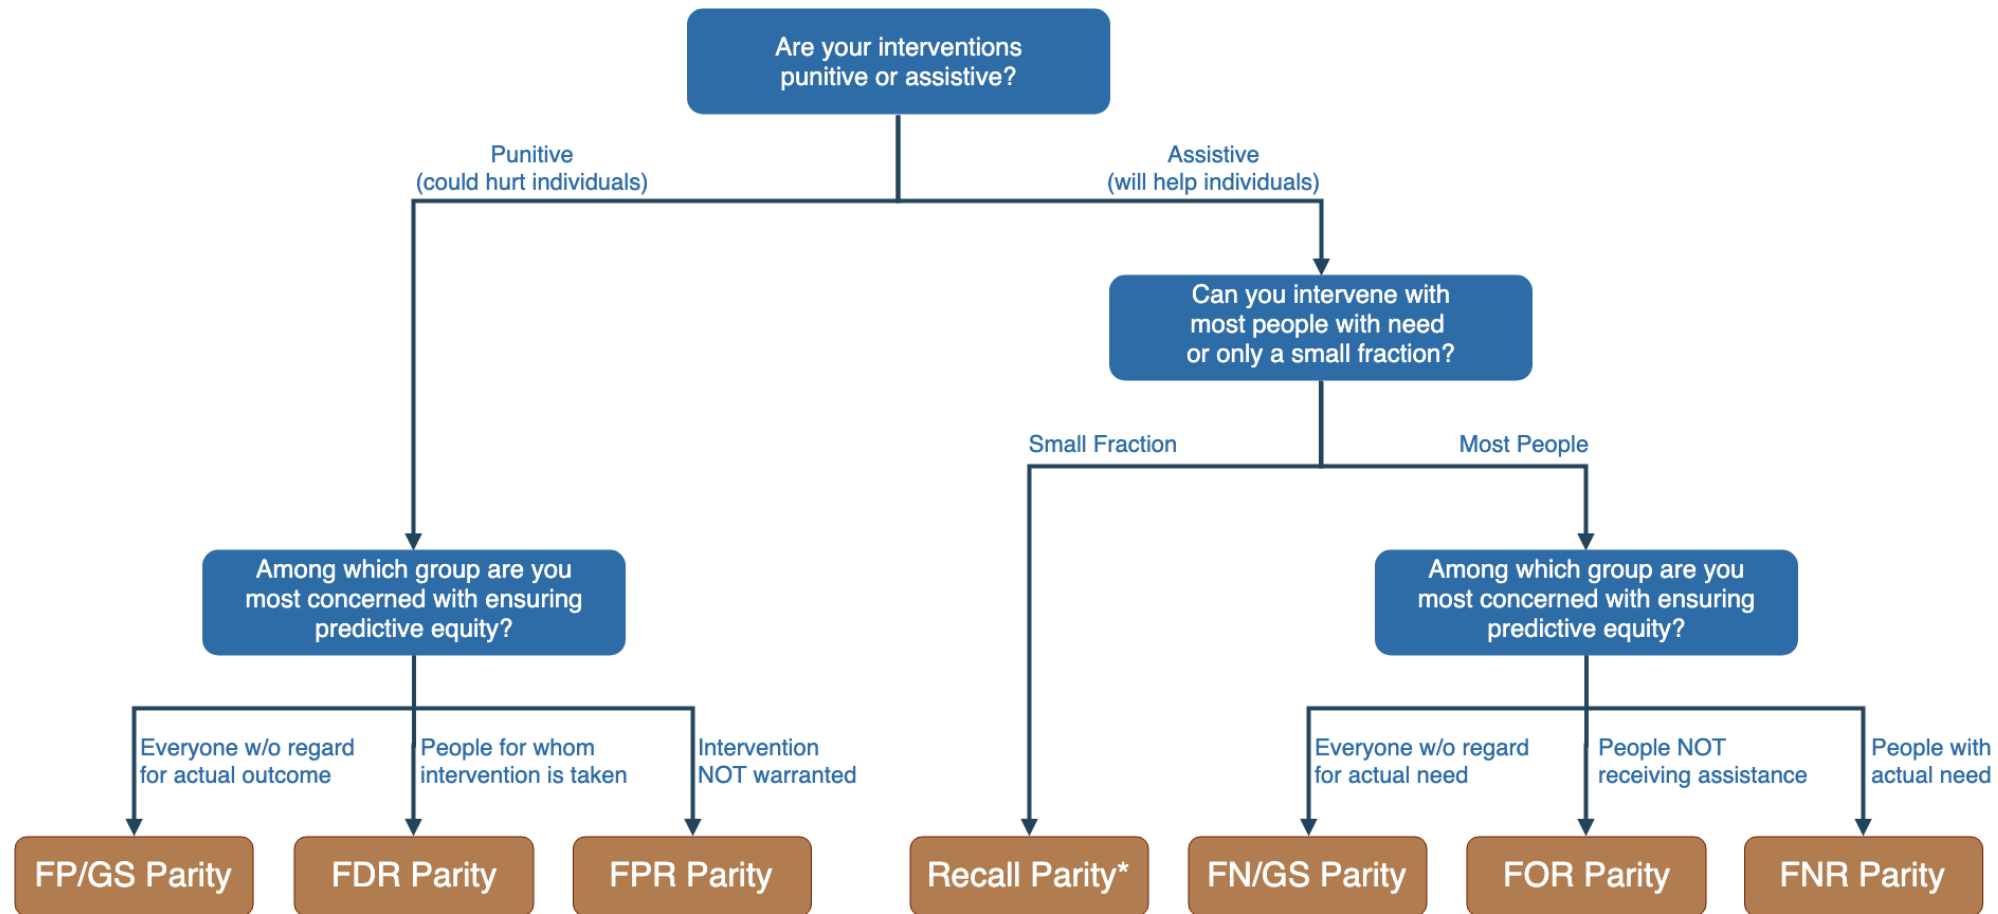 Are your interventions
punitive or assistive?
Punitive
(could hurt individuals)
Assistive
(will help individuals)
Can you intervene with
most people with need
or only a small fraction?
Small Fraction
Most People
Among which group are you
most concerned with ensuring
predictive equity?
Among which group are you
most concerned with ensuring
predictive equity?
Everyone w/o regard
for actual outcome
People for whom
intervention is taken
Intervention
NOT warranted
Everyone w/o regard
for actual need
People NOT
receiving assistance
People with
actual need
FP/GS Parity
FDR Parity
FPR Parity
Recall Parity*
FN/GS Parity
FOR Parity
FNR Parity